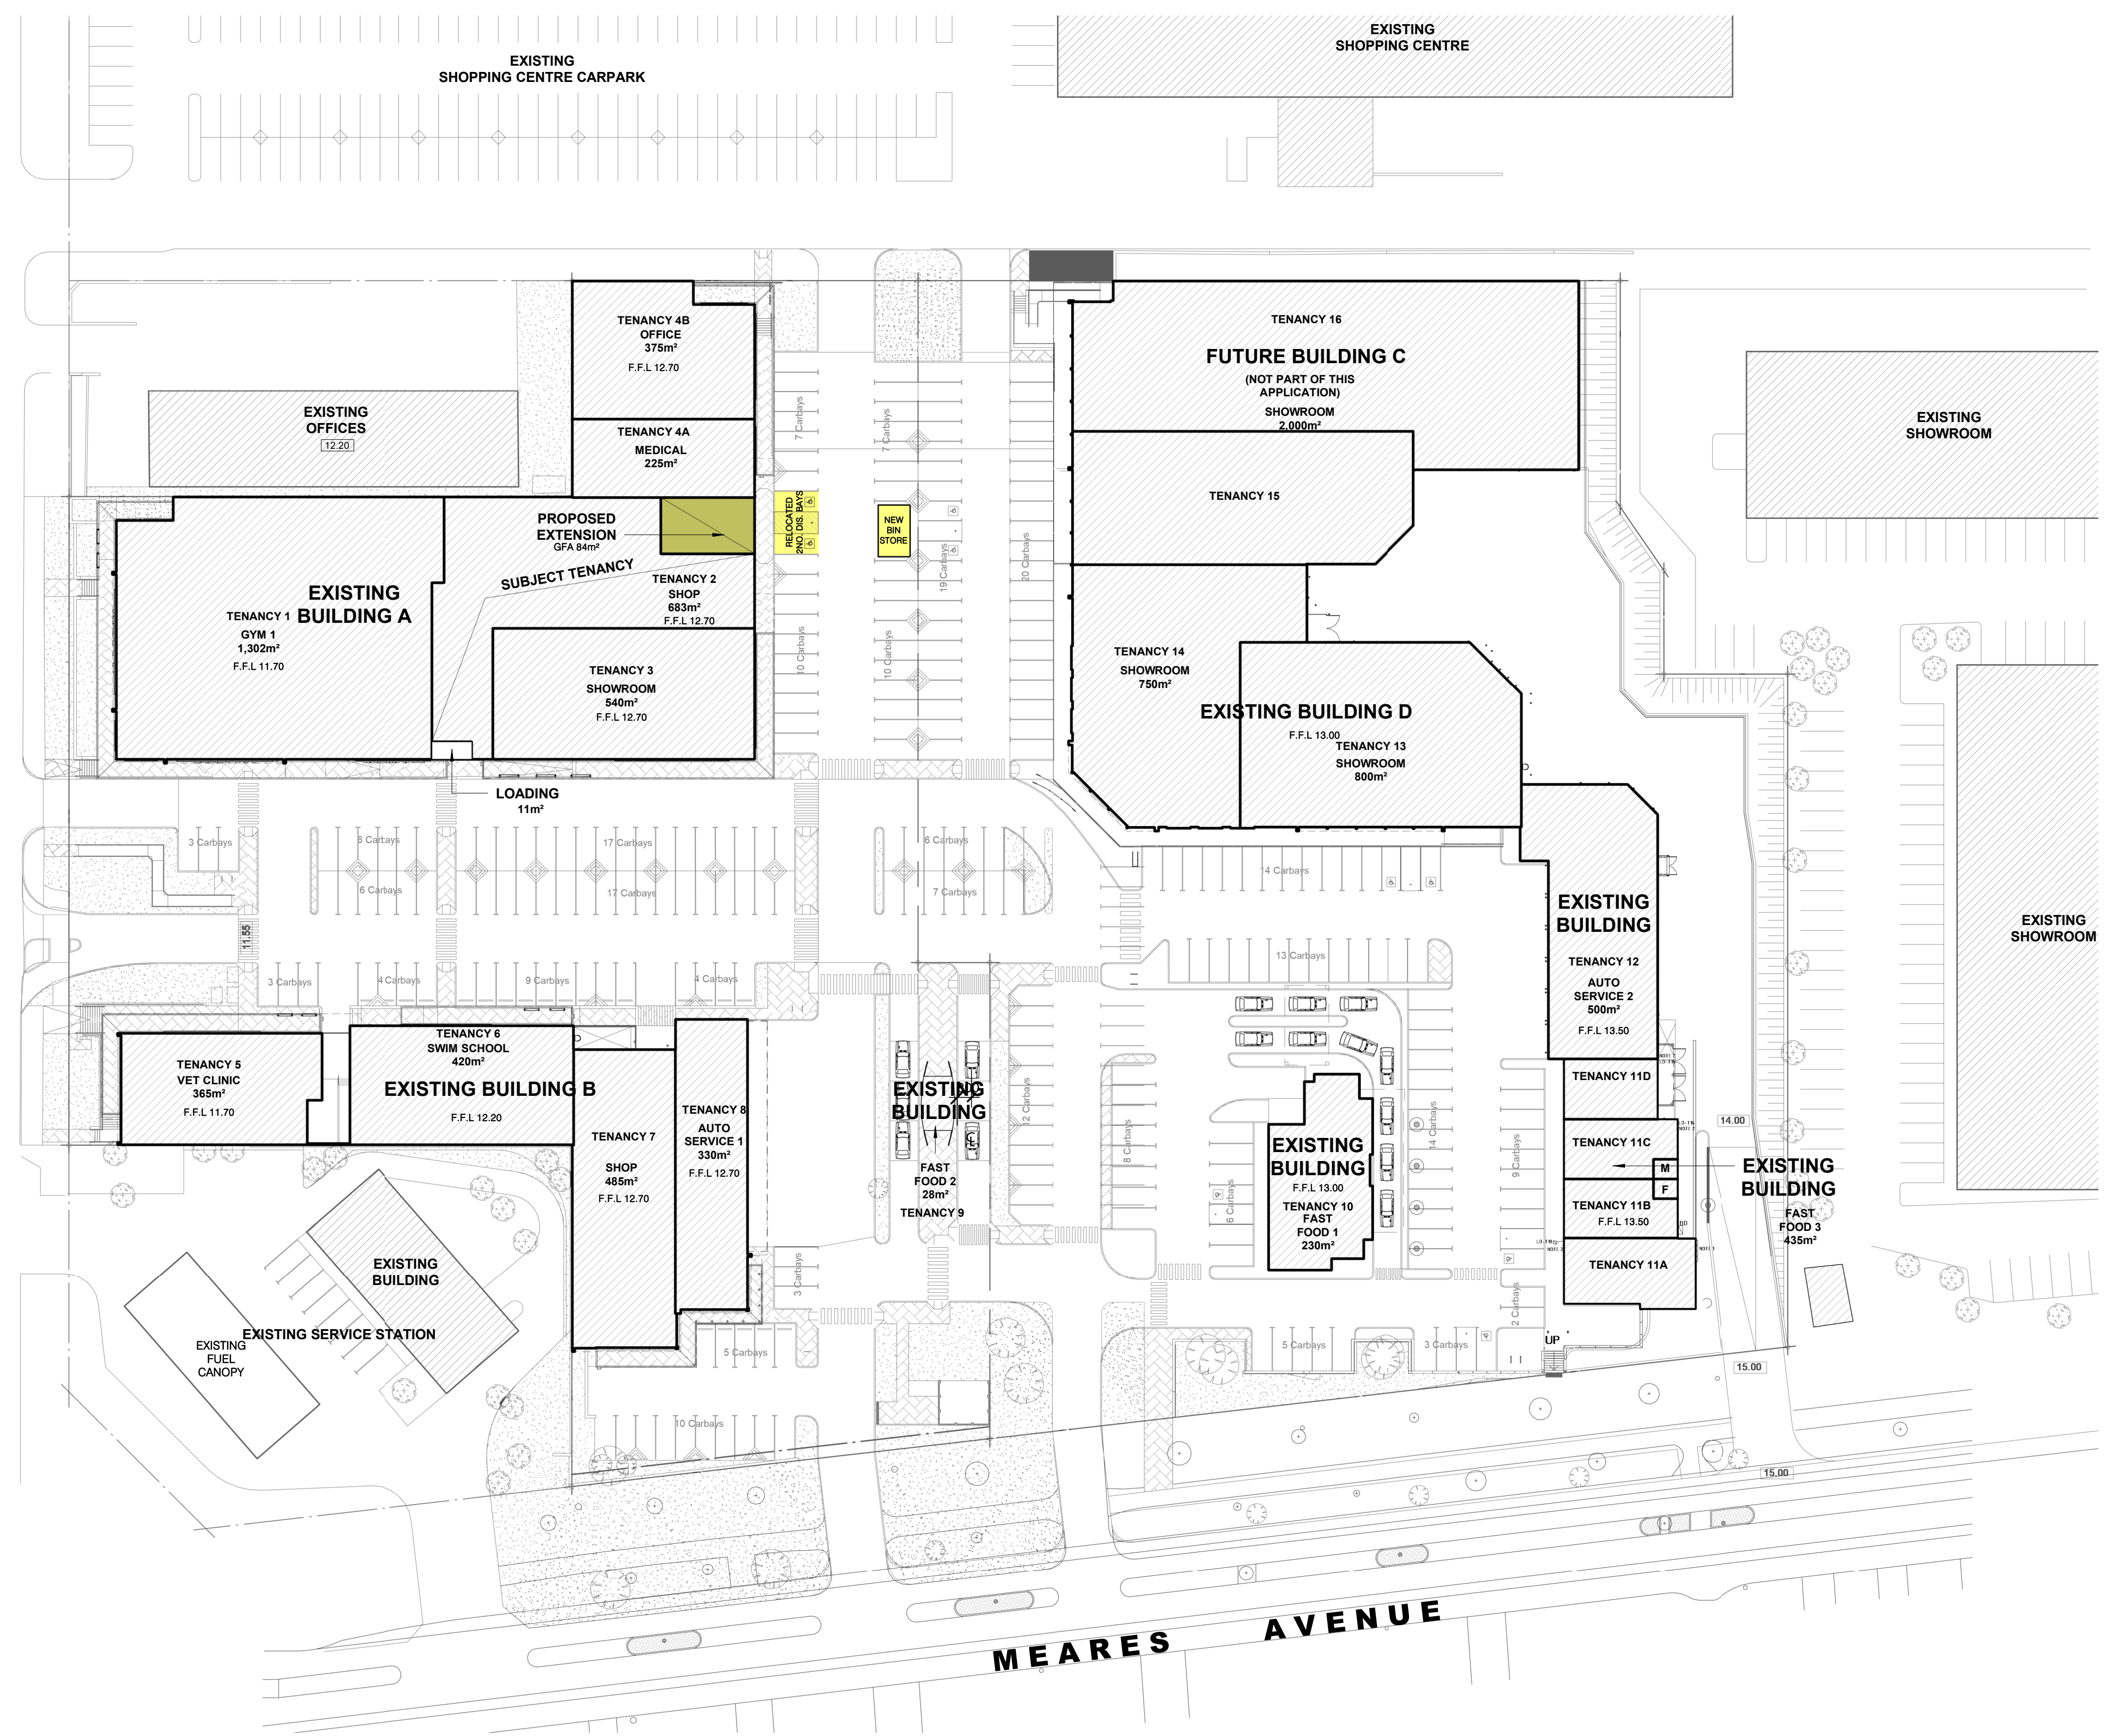 EXISTING
SHOPPING CENTRE CARPARK
EXISTING
SHOPPING CENTRE
TENANCY 4B
OFFICE
375m²
F.F.L 12.70
TENANCY 4A
MEDICAL
225m²
EXISTING
OFFICES
12.20
PROPOSED
EXTENSION
GFA 84m²
SUBJECT TENANCY
TENANCY 2
SHOP
683m²
F.F.L 12.70
EXISTING
BUILDING A
TENANCY 1
GYM 1
1,302m²
F.F.L 11.70
TENANCY 3
SHOWROOM
540m²
F.F.L 12.70
LOADING
11m²
RELOCATED
2NO. DIS. BAYS
NEW
BIN
STORE
7 Carbays
7 Carbays
19 Carbays
20 Carbays
10 Carbays
10 Carbays
TENANCY 16
FUTURE BUILDING C
(NOT PART OF THIS
APPLICATION)
SHOWROOM
2,000m²
TENANCY 15
TENANCY 14
SHOWROOM
750m²
EXISTING BUILDING D
F.F.L 13.00
TENANCY 13
SHOWROOM
800m²
EXISTING
SHOWROOM
EXISTING
SHOWROOM
3 Carbays
6 Carbays
17 Carbays
6 Carbays
6 Carbays
17 Carbays
7 Carbays
14 Carbays
11.55
3 Carbays
4 Carbays
9 Carbays
4 Carbays
13 Carbays
EXISTING
BUILDING
TENANCY 12
AUTO
SERVICE 2
500m²
F.F.L 13.50
TENANCY 5
VET CLINIC
365m²
F.F.L 11.70
TENANCY 6
SWIM SCHOOL
420m²
EXISTING BUILDING B
F.F.L 12.20
TENANCY 7
SHOP
485m²
F.F.L 12.70
TENANCY 8
AUTO
SERVICE 1
330m²
F.F.L 12.70
EXISTING
BUILDING
FAST
FOOD 2
28m²
TENANCY 9
12 Carbays
8 Carbays
6 Carbays
14 Carbays
9 Carbays
EXISTING
BUILDING
F.F.L 13.00
TENANCY 10
FAST
FOOD 1
230m²
TENANCY 11D
TENANCY 11C
M
F
TENANCY 11B
F.F.L 13.50
TENANCY 11A
14.00
EXISTING
BUILDING
FAST
FOOD 3
435m²
EXISTING
BUILDING
EXISTING SERVICE STATION
EXISTING
FUEL
CANOPY
3 Carbays
5 Carbays
10 Carbays
5 Carbays
3 Carbays
2 Carbays
UP
15.00
15.00
MEARES AVENUE